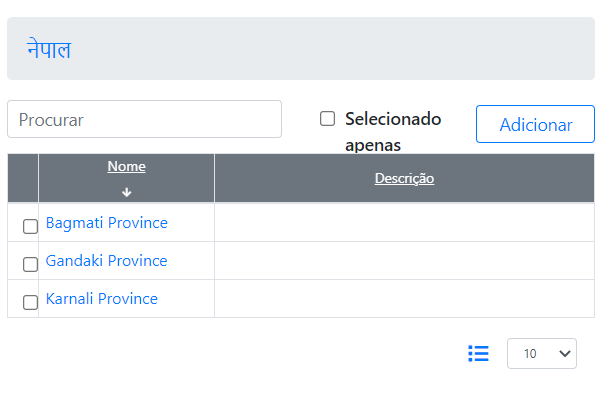 नेपाल
Procurar
Selecionado
apenas
Adicionar
Nome
Descrição
Bagmati Province
Gandaki Province
Karnali Province
10